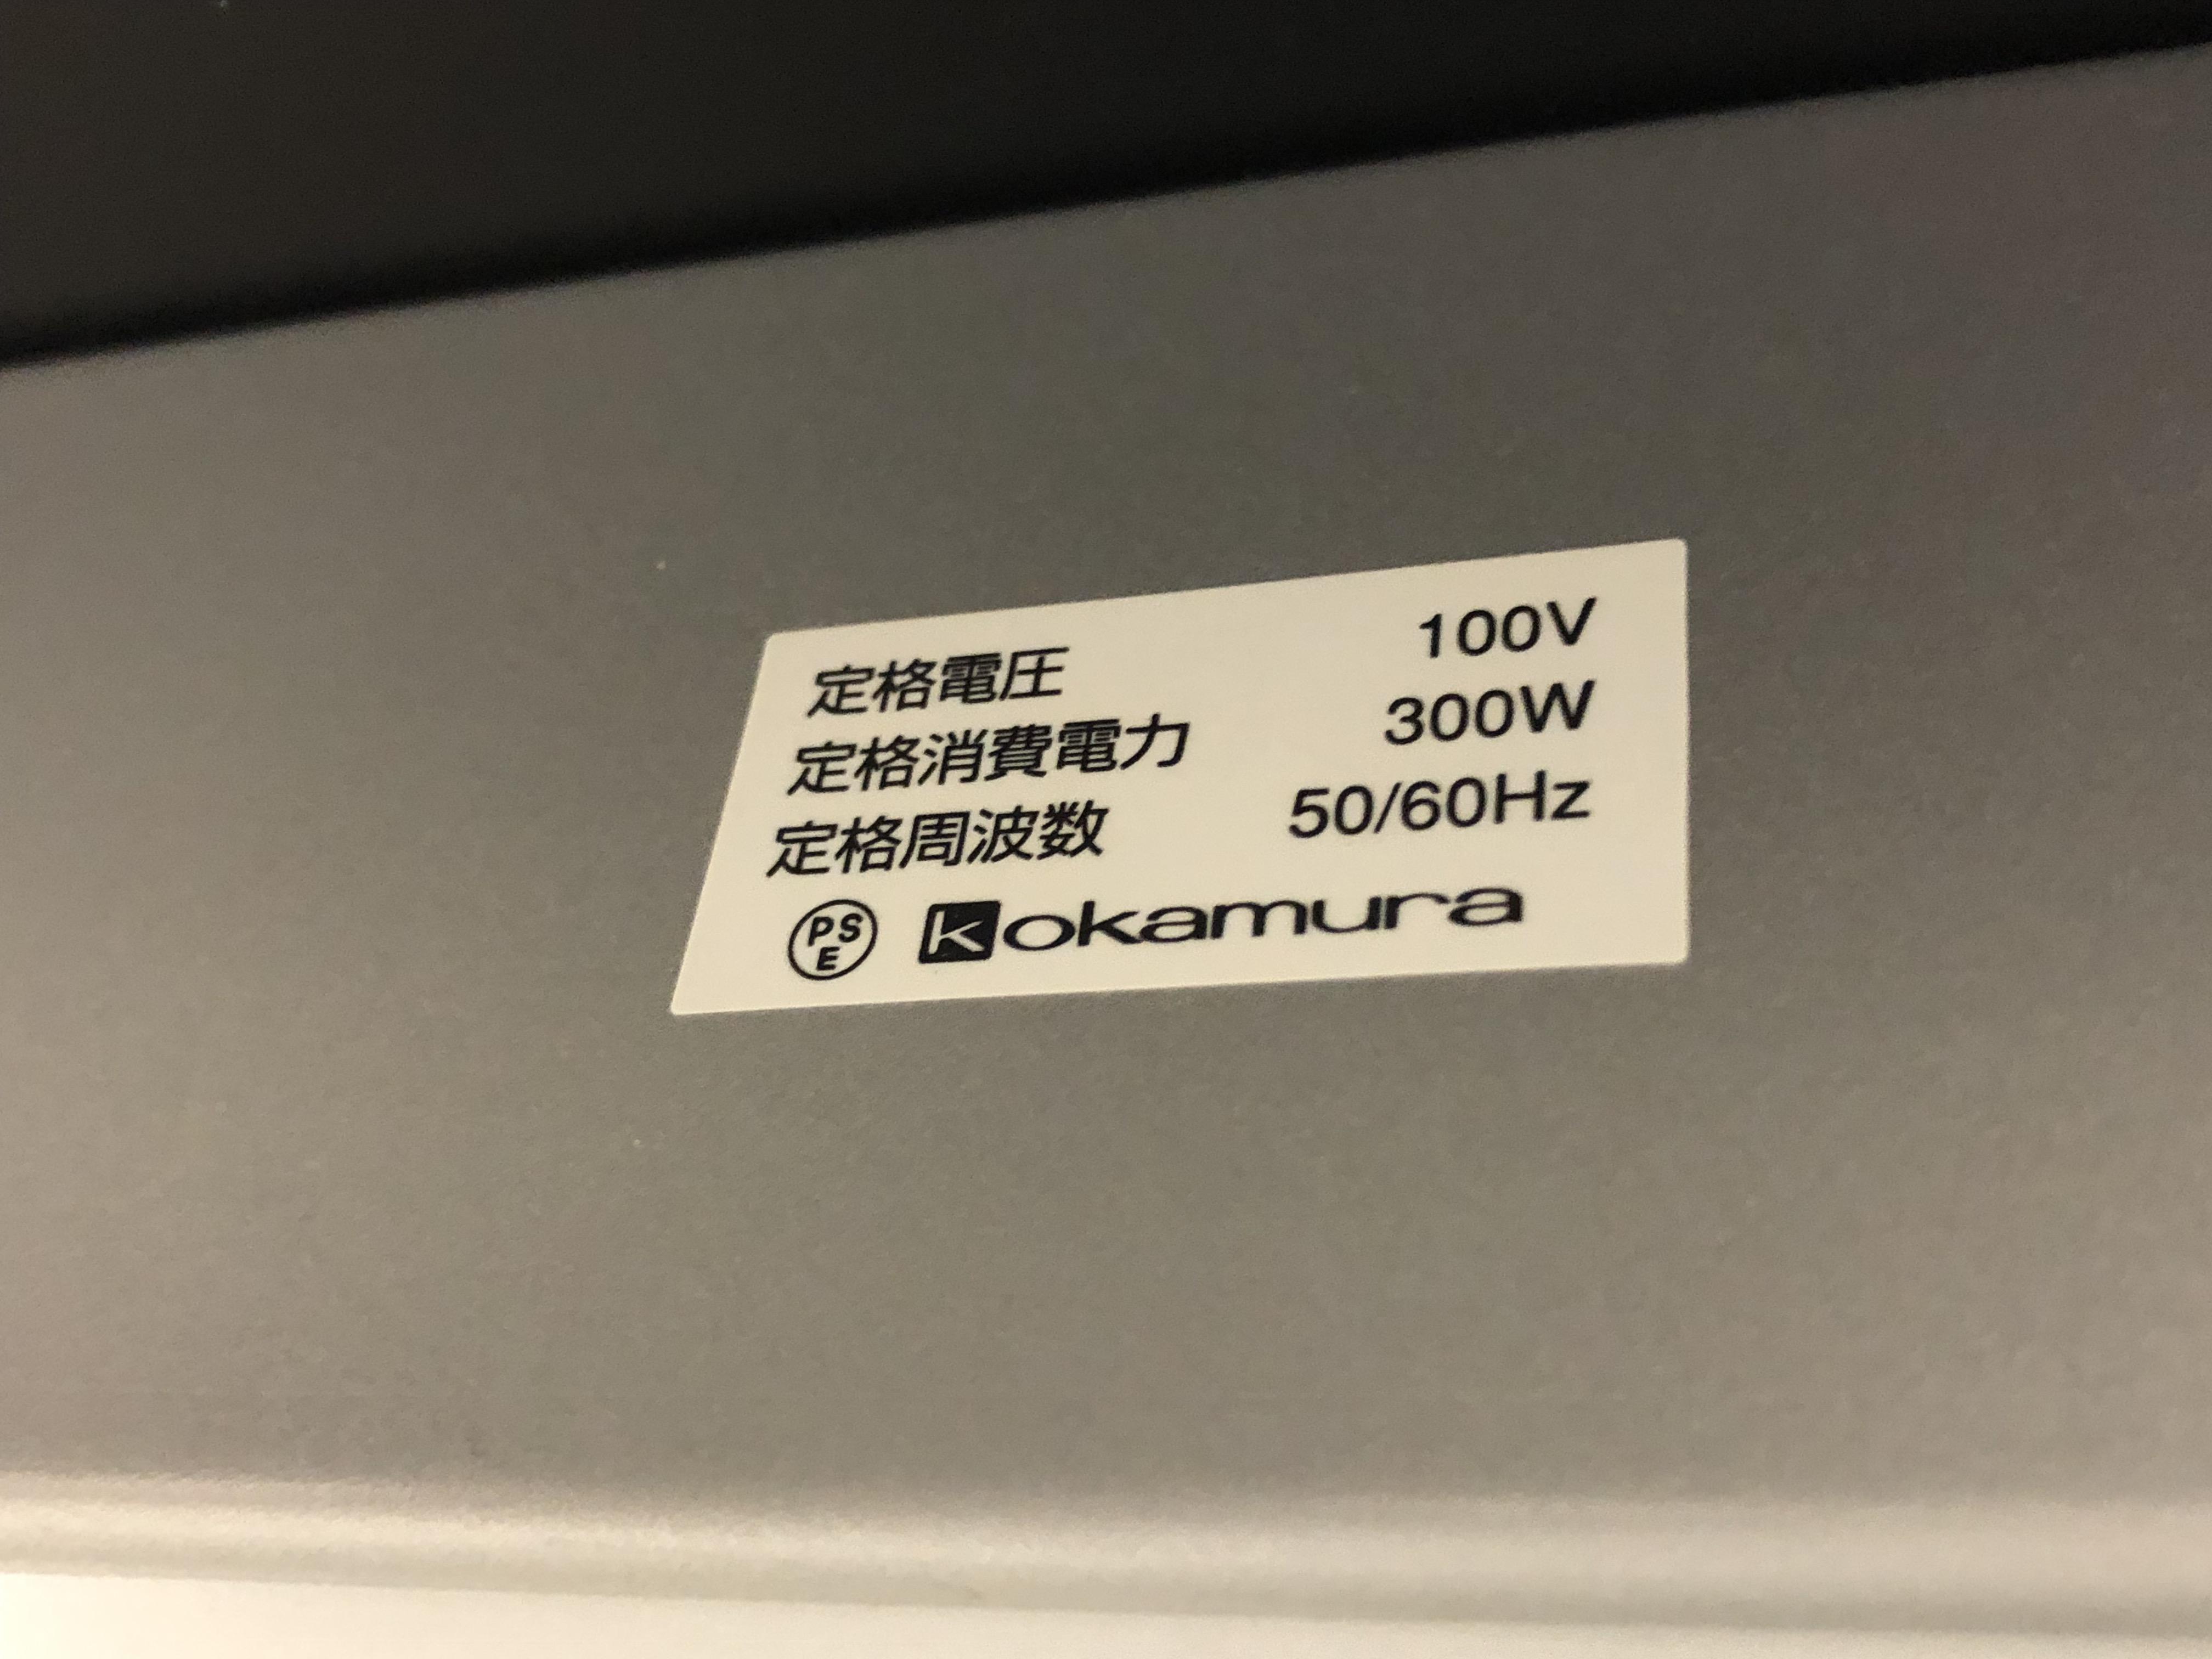 定格電圧 100V
定格消費電力 300W
定格周波数 50/60Hz
PSE Kokamura